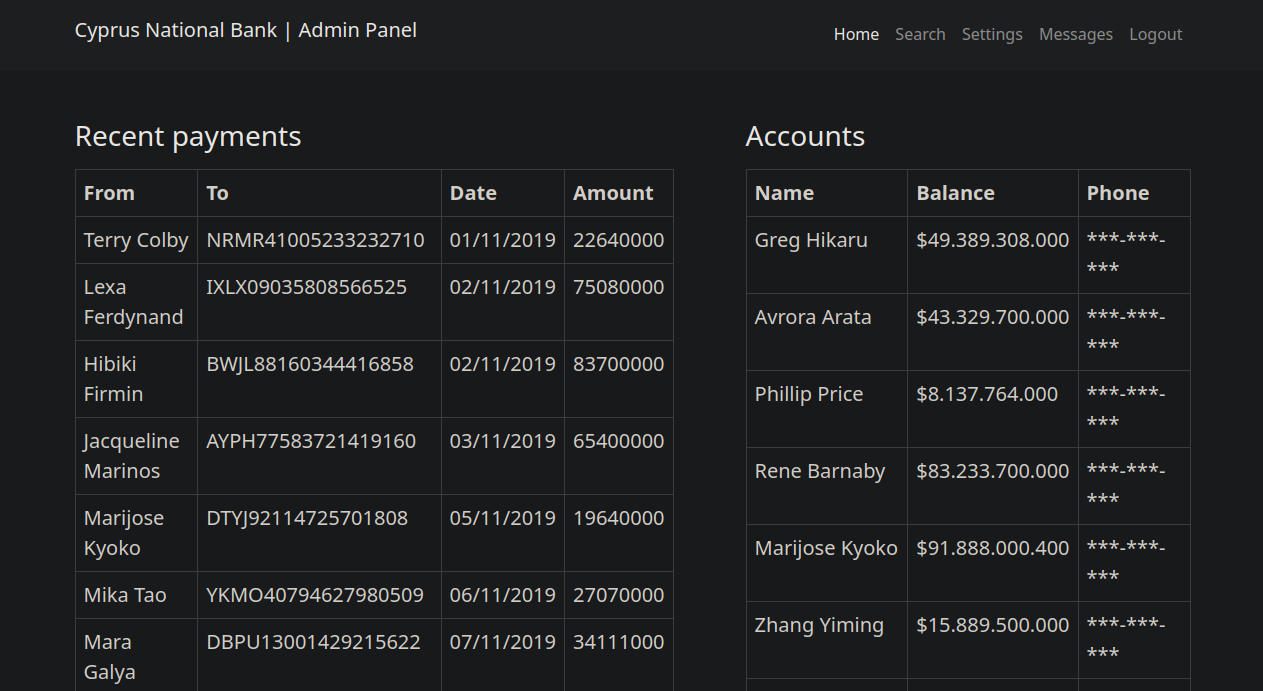 Cyprus National Bank | Admin Panel
Home Search Settings Messages Logout
Recent payments
From To Date Amount
Terry Colby NRMR41005233232710 01/11/2019 22640000
Lexa IXLX09035808566525 02/11/2019 75080000
Ferdynand
Hibiki BWJL88160344416858 02/11/2019 83700000
Firmin
Jacqueline AYPH77583721419160 03/11/2019 65400000
Marinos
Marijose DTYJ92114725701808 05/11/2019 19640000
Kyoko
Mika Tao YKMO40794627980509 06/11/2019 27070000
Mara DBPU13001429215622 07/11/2019 34111000
Galya
Accounts
Name Balance Phone
Greg Hikaru $49.389.308.000 ***-***-
***
Avrora Arata $43.329.700.000 ***-***-
***
Phillip Price $8.137.764.000 ***-***-
***
Rene Barnaby $83.233.700.000 ***-***-
***
Marijose Kyoko $91.888.000.400 ***-***-
***
Zhang Yiming $15.889.500.000 ***-***-
***